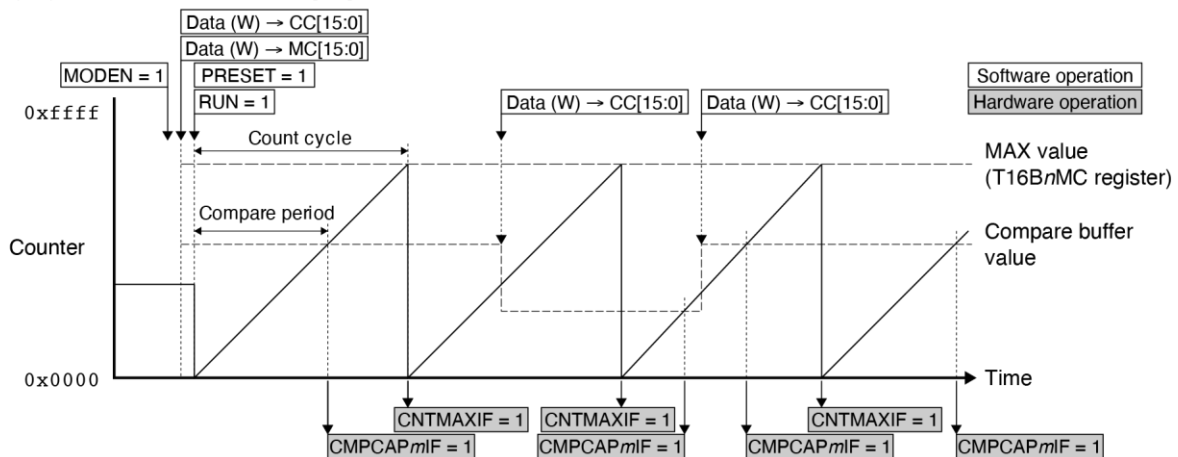 Data (W) → CC[15:0]
Data (W) → MC[15:0]
MODEN = 1
PRESET = 1
RUN = 1
Software operation
Hardware operation
Data (W) → CC[15:0]
Data (W) → CC[15:0]
0xffff
Count cycle
MAX value
(T16BnMC register)
Compare period
Counter
Compare buffer
value
0x0000
Time
CNTMAXIF = 1
CNTMAXIF = 1
CNTMAXIF = 1
CMPCAPmIF = 1
CMPCAPmIF = 1
CMPCAPmIF = 1
CMPCAPmIF = 1